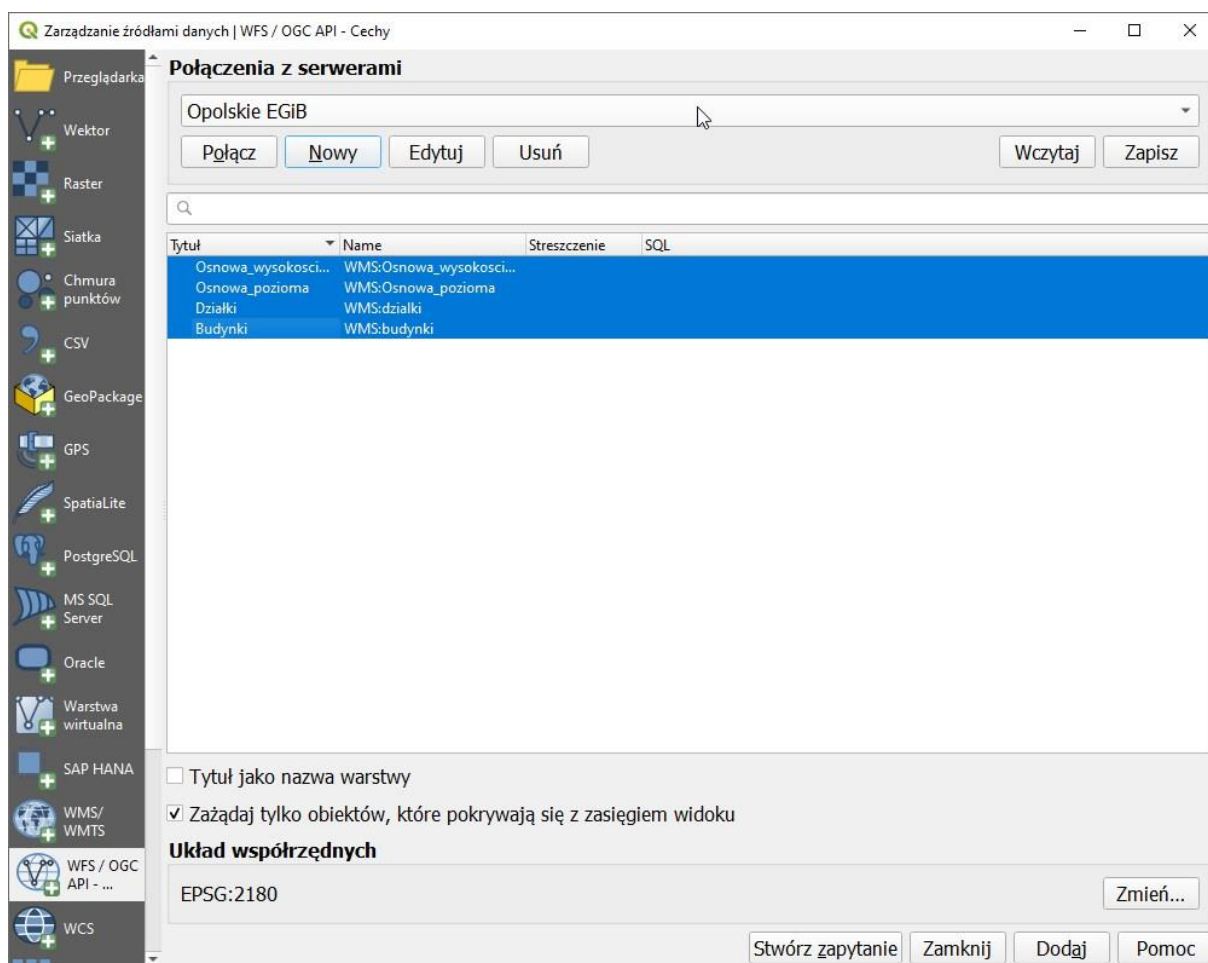 Zarządzanie źródłami danych | WFS / OGC API - Cechy
Przeglądarka
Wektor
Raster
Siatka
Chmura
punktów
CSV
GeoPackage
GPS
SpatiaLite
PostgreSQL
MS SQL
Server
Oracle
Warstwa
wirtualna
SAP HANA
WMS/
WMTS
WFS / OGC
API - ...
WCS
Połączenia z serwerami
Opolskie EGiB
Połącz Nowy Edytuj Usuń Wczytaj Zapisz
Tytuł Name Streszczenie SQL
Osnowa_wysokosci... WMS:Osnowa_wysokosci...
Osnowa_pozioma WMS:Osnowa_pozioma
Działki WMS:dzialki
Budynki WMS:budynki
Tytuł jako nazwa warstwy
Zażądaj tylko obiektów, które pokrywają się z zasięgiem widoku
Układ współrzędnych
EPSG:2180 Zmień...
Stwórz zapytanie Zamknij Dodaj Pomoc